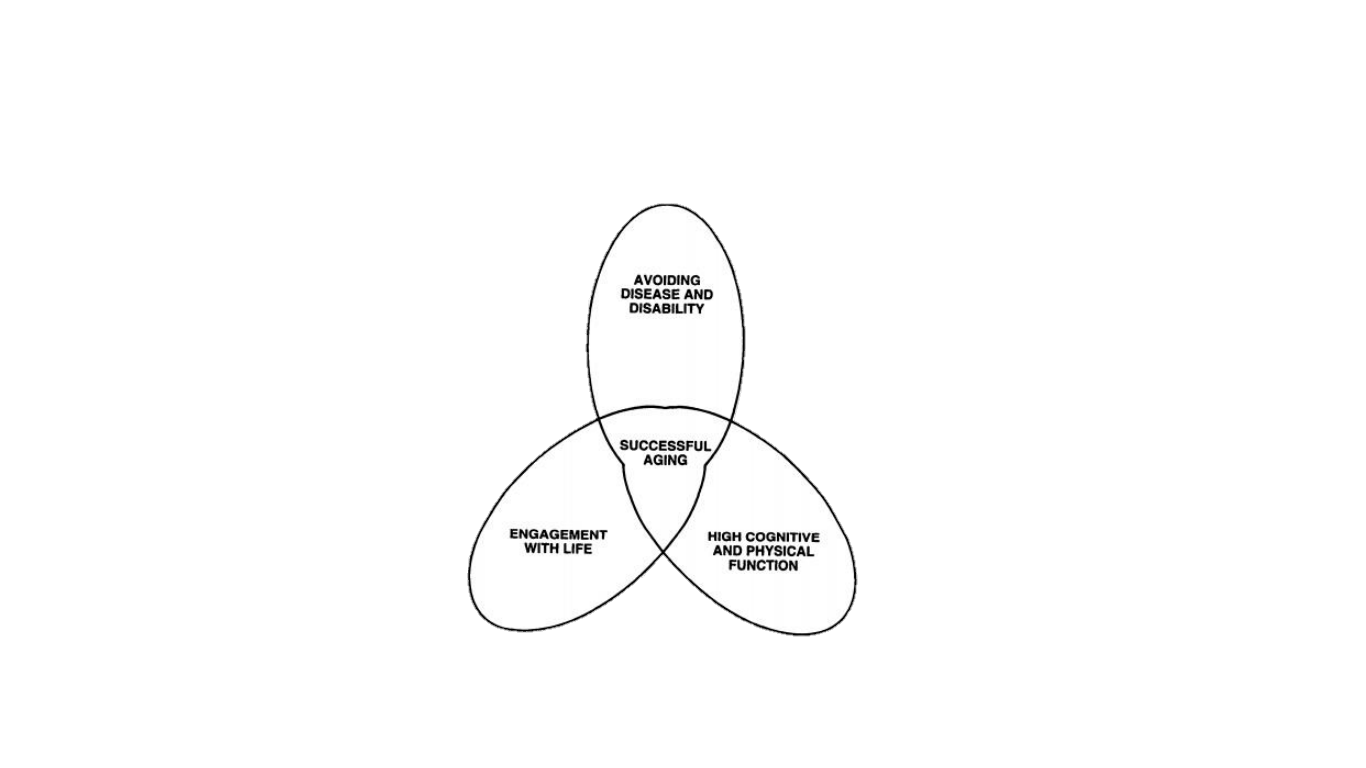 AVOIDING
DISEASE AND
DISABILITY
SUCCESSFUL
AGING
ENGAGEMENT
WITH LIFE
HIGH COGNITIVE
AND PHYSICAL
FUNCTION